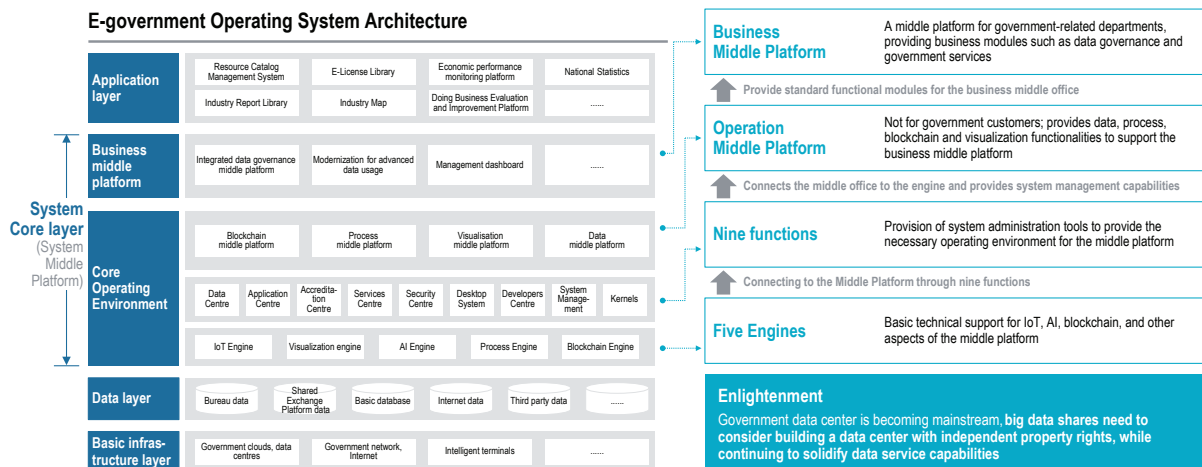 E-government Operating System Architecture
Application
layer
Resource Catalog
Management System
E-License Library
Economic performance
monitoring platform
National Statistics
Industry Report Library
Industry Map
Doing Business Evaluation
and Improvement Platform
......
System
Core layer
(System
Middle
Platform)
Business
middle
platform
Integrated data governance
middle platform
Modernization for advanced
data usage
Management dashboard
......
Core
Operating
Environment
Blockchain
middle platform
Process
middle platform
Visualisation
middle platform
Data
middle platform
Data
Centre
Application
Centre
Accredita-
tion
Centre
Services
Centre
Security
Centre
Desktop
System
Developers
Centre
System
Manage-
ment
Kernels
IoT Engine
Visualization engine
AI Engine
Process Engine
Blockchain Engine
Data layer
Bureau data
Shared
Exchange
Platform data
Basic database
Internet data
Third party data
......
Basic infras-
tructure layer
Government clouds, data
centres
Government network,
Internet
Intelligent terminals
......
Business
Middle Platform
A middle platform for government-related departments,
providing business modules such as data governance and
government services
Provide standard functional modules for the business middle office
Operation
Middle Platform
Not for government customers; provides data, process,
blockchain and visualization functionalities to support the
business middle platform
Connects the middle office to the engine and provides system management capabilities
Nine functions
Provision of system administration tools to provide the
necessary operating environment for the middle platform
Connecting to the Middle Platform through nine functions
Five Engines
Basic technical support for IoT, AI, blockchain, and other
aspects of the middle platform
Enlightenment
Government data center is becoming mainstream, big data shares need to
consider building a data center with independent property rights, while
continuing to solidify data service capabilities